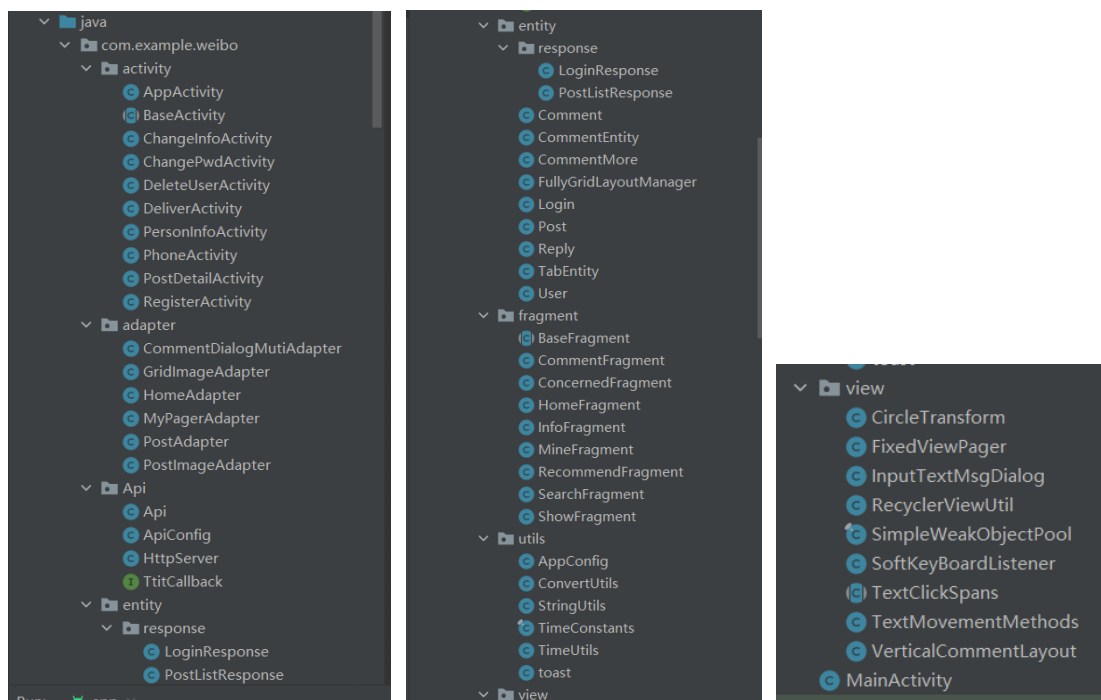 java
com.example.weibo
activity
AppActivity
BaseActivity
ChangeInfoActivity
ChangePwdActivity
DeleteUserActivity
DeliverActivity
PersonInfoActivity
PhoneActivity
PostDetailActivity
RegisterActivity
adapter
CommentDialogMutiAdapter
GridImageAdapter
HomeAdapter
MyPagerAdapter
PostAdapter
PostImageAdapter
Api
Api
ApiConfig
HttpServer
TtitCallback
entity
response
LoginResponse
PostListResponse
entity
response
LoginResponse
PostListResponse
Comment
CommentEntity
CommentMore
FullyGridLayoutManager
Login
Post
Reply
TabEntity
User
fragment
BaseFragment
CommentFragment
ConcernedFragment
HomeFragment
InfoFragment
MineFragment
RecommendFragment
SearchFragment
ShowFragment
utils
AppConfig
ConvertUtils
StringUtils
TimeConstants
TimeUtils
toast
view
view
CircleTransform
FixedViewPager
InputTextMsgDialog
RecyclerViewUtil
SimpleWeakObjectPool
SoftKeyBoardListener
TextClickSpans
TextMovementMethods
VerticalCommentLayout
MainActivity